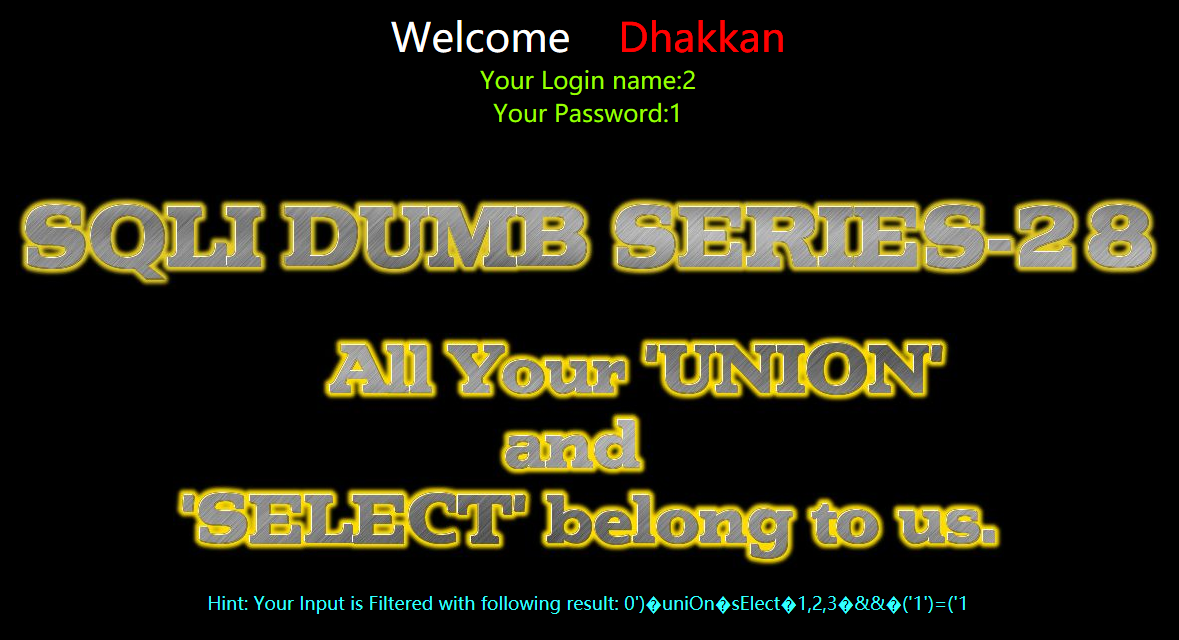 Welcome Dhakkan
Your Login name:2
Your Password:1
SQLI DUMB SERIES-28
All Your 'UNION'
and
'SELECT' belong to us.
Hint: Your Input is Filtered with following result: 0')�uniOn�sElect�1,2,3�&&�('1')=('1